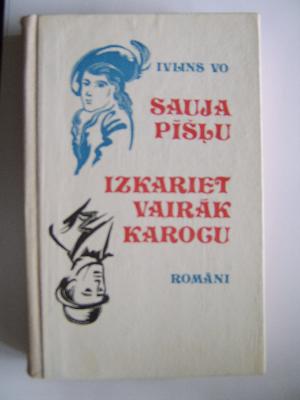 IVLINS VO
SAUJA
PĪŠĻU
IZKARIET
VAIRĀK
KAROGU
ROMĀNI